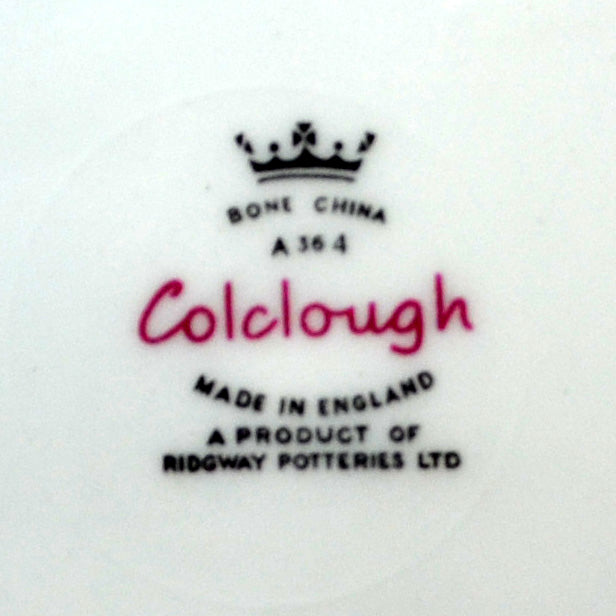 BONE CHINA
A 364
Colclough
MADE IN ENGLAND
A PRODUCT OF
RIDGWAY POTTERIES LTD